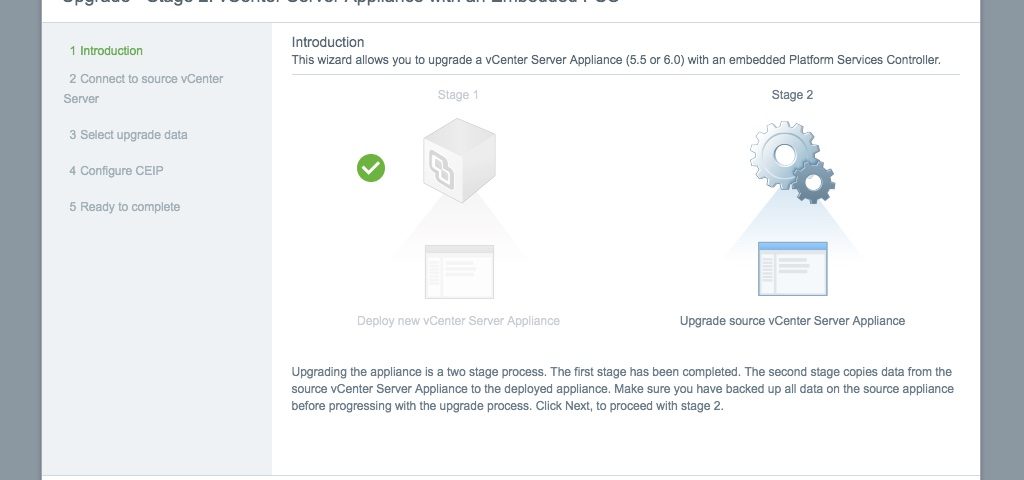 Upgrade - Stage 2: vCenter Server Appliance with an Embedded PSC
1 Introduction
2 Connect to source vCenter
Server
3 Select upgrade data
4 Configure CEIP
5 Ready to complete
Introduction
This wizard allows you to upgrade a vCenter Server Appliance (5.5 or 6.0) with an embedded Platform Services Controller.
Stage 1
Stage 2
Deploy new vCenter Server Appliance
Upgrade source vCenter Server Appliance
Upgrading the appliance is a two stage process. The first stage has been completed. The second stage copies data from the
source vCenter Server Appliance to the deployed appliance. Make sure you have backed up all data on the source appliance
before progressing with the upgrade process. Click Next, to proceed with stage 2.